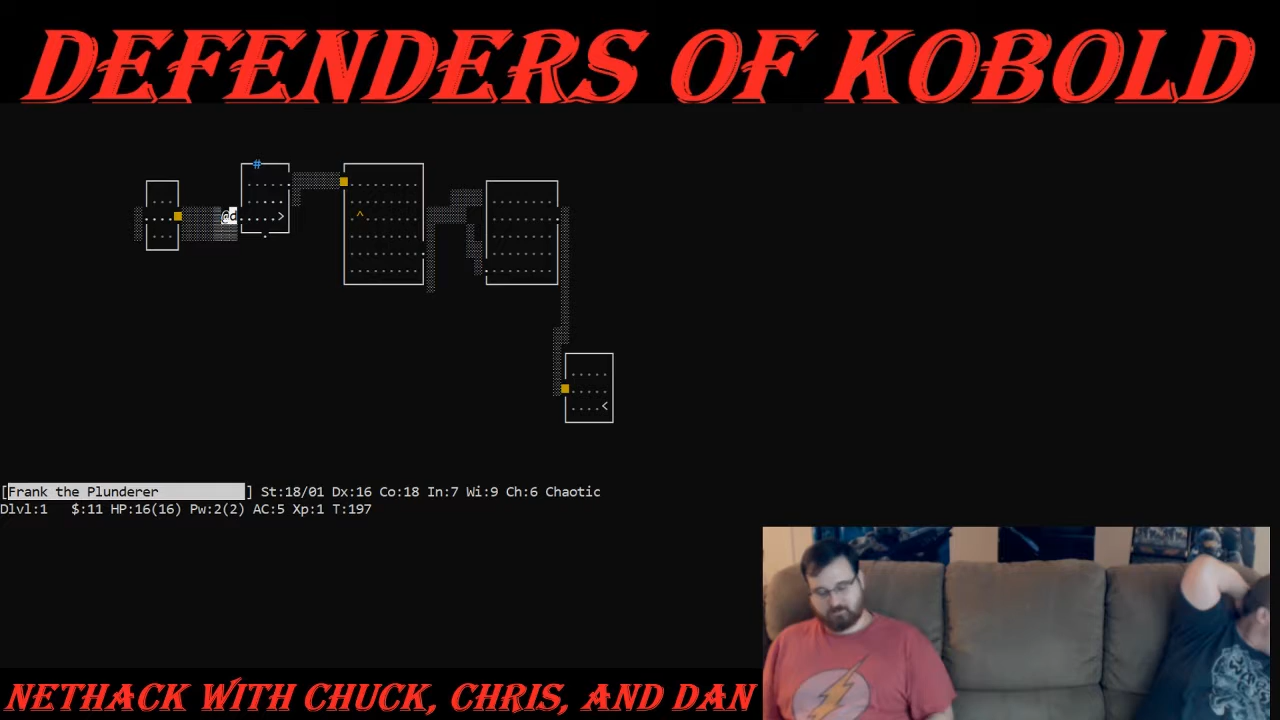 DEFENDERS OF KOBOLD
[Frank the Plunderer ] St:18/01 Dx:16 Co:18 In:7 Wi:9 Ch:6 Chaotic
Dlvl:1 $:11 HP:16(16) Pw:2(2) AC:5 Xp:1 T:197
NETHACK WITH CHUCK, CHRIS, AND DAN